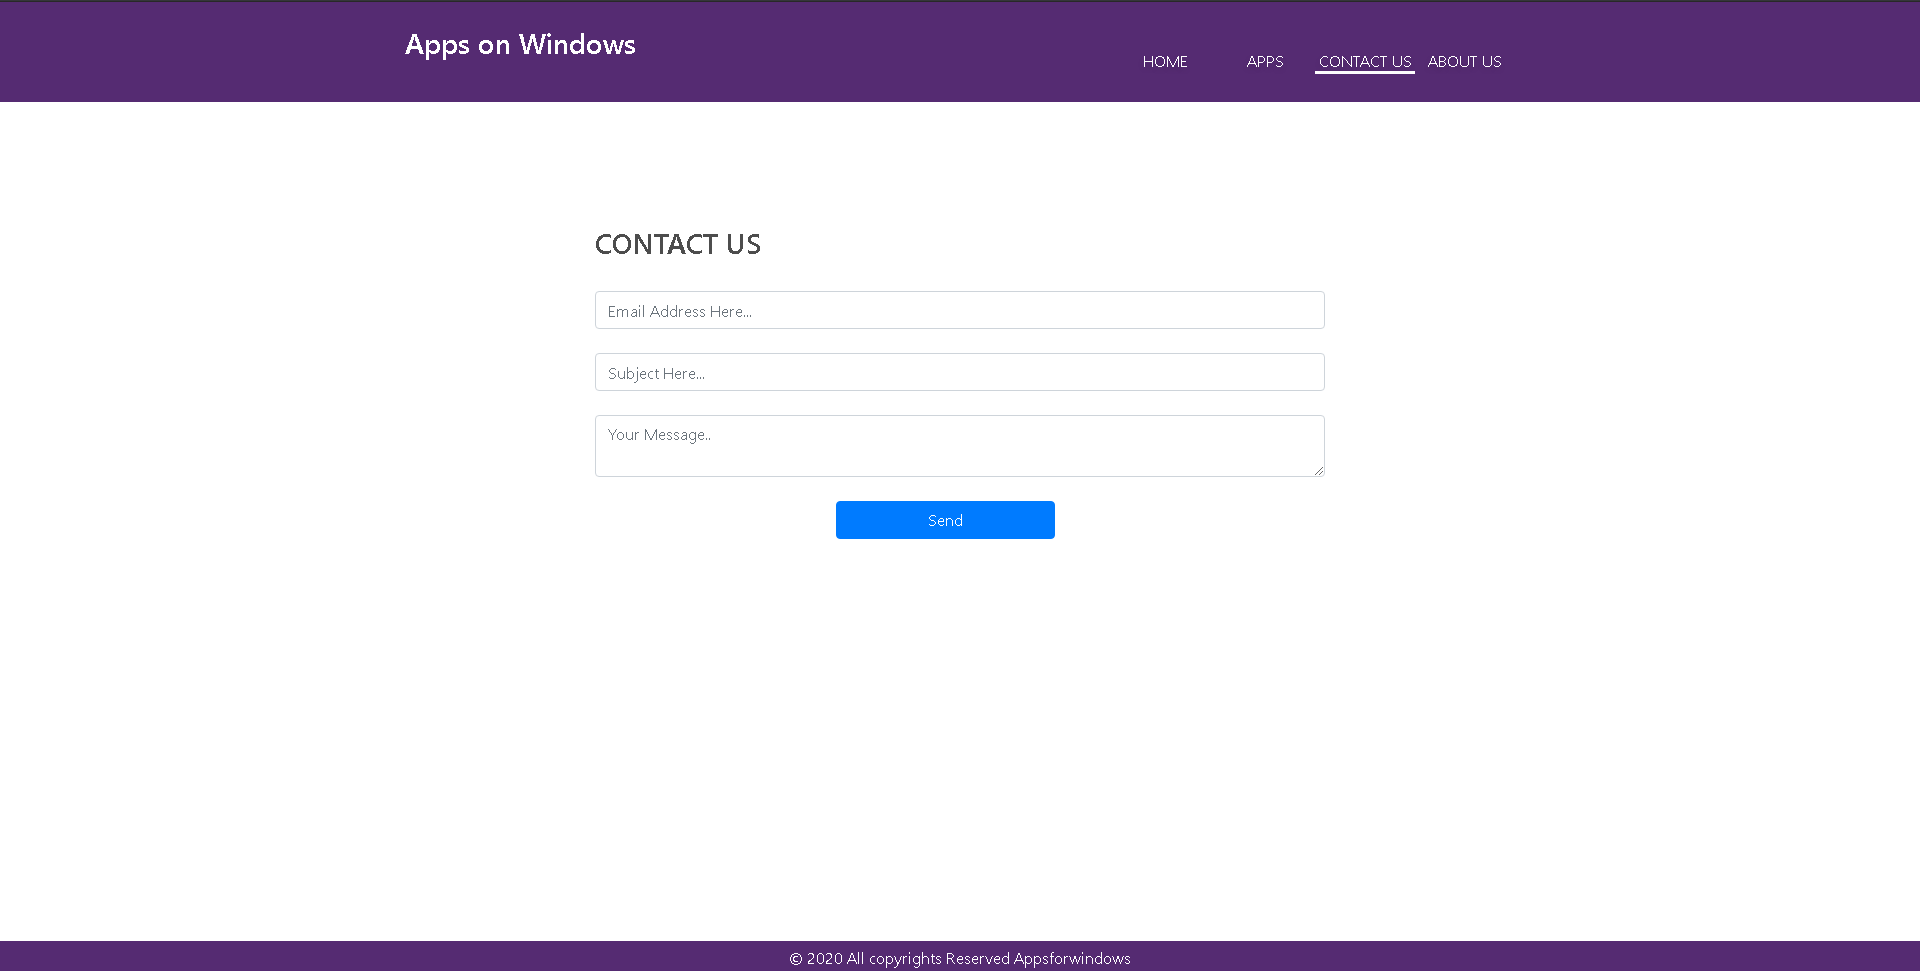 Apps on Windows
HOME APPS CONTACT US ABOUT US
CONTACT US
Email Address Here...
Subject Here...
Your Message..
Send
© 2020 All copyrights Reserved Appsforwindows